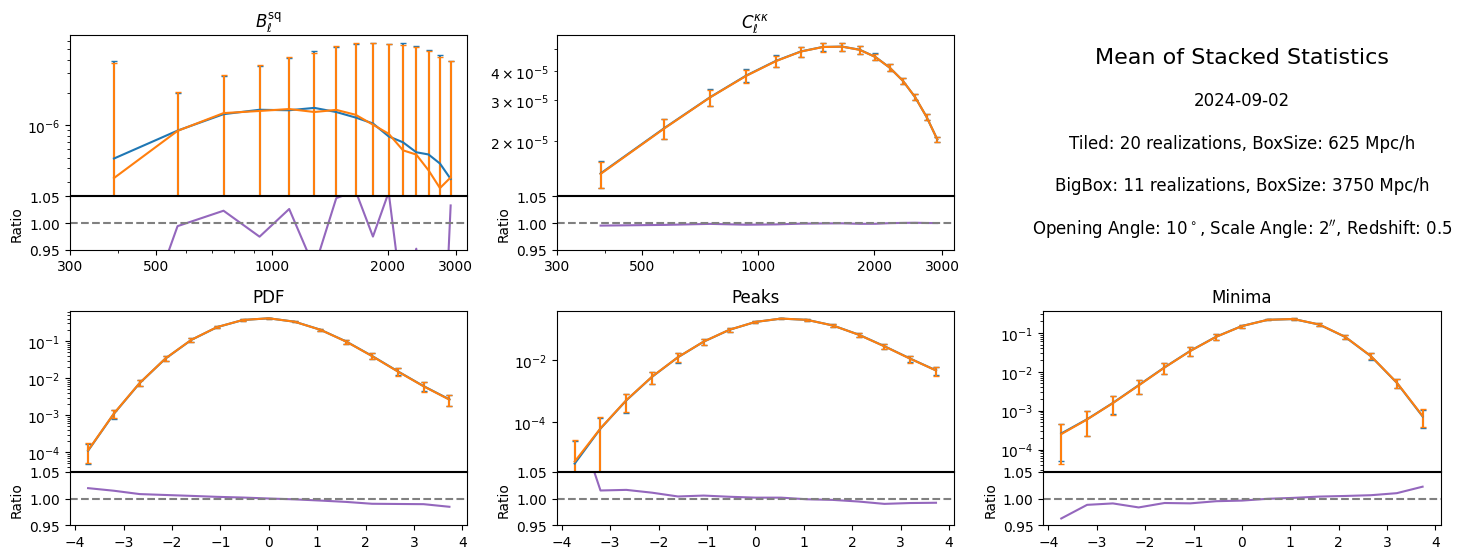 $B_\ell^{\mathrm{sq}}$
10⁻⁶
1.05
Ratio
1.00
0.95
300 500 1000 2000 3000
$C_\ell^{\kappa\kappa}$
4 × 10⁻⁵
3 × 10⁻⁵
2 × 10⁻⁵
1.05
Ratio
1.00
0.95
300 500 1000 2000 3000
Mean of Stacked Statistics
2024-09-02
Tiled: 20 realizations, BoxSize: 625 Mpc/h
BigBox: 11 realizations, BoxSize: 3750 Mpc/h
Opening Angle: 10°, Scale Angle: 2′′, Redshift: 0.5
PDF
10⁻¹
10⁻²
10⁻³
10⁻⁴
1.05
Ratio
1.00
0.95
−4 −3 −2 −1 0 1 2 3 4
Peaks
10⁻²
10⁻⁴
1.05
Ratio
1.00
0.95
−4 −3 −2 −1 0 1 2 3 4
Minima
10⁻¹
10⁻²
10⁻³
10⁻⁴
1.05
Ratio
1.00
0.95
−4 −3 −2 −1 0 1 2 3 4